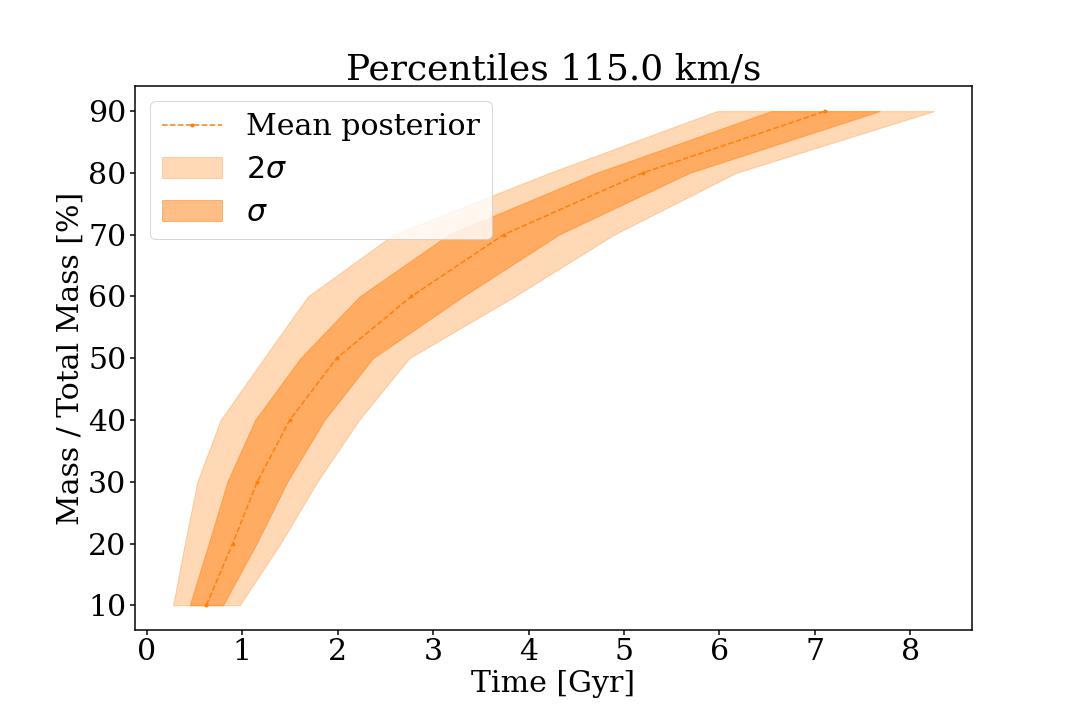 Percentiles 115.0 km/s
Mean posterior
2σ
σ
Mass / Total Mass [%]
90
80
70
60
50
40
30
20
10
0 1 2 3 4 5 6 7 8
Time [Gyr]